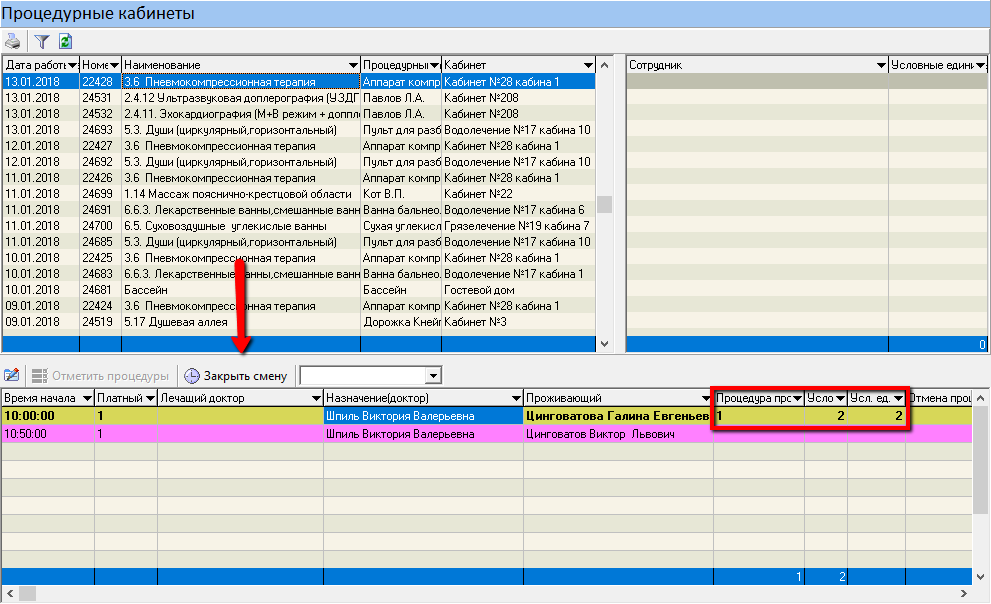 Процедурные кабинеты
Дата работы Номе Наименование Процедурны Кабинет
13.01.2018 22428 3.6 Пневмокомпрессионная терапия Аппарат компр Кабинет №28 кабина 1
13.01.2018 24531 2.4.12 Ультразвуковая доплерография (УЗДГ Павлов Л.А. Кабинет №208
13.01.2018 24532 2.4.11. Эхокардиография (М+В режим + доппле Павлов Л.А. Кабинет №208
13.01.2018 24693 5.3. Души (циркулярный,горизонтальный) Пульт для разб Водолечение №17 кабина 10
12.01.2018 22427 3.6 Пневмокомпрессионная терапия Аппарат компр Кабинет №28 кабина 1
12.01.2018 24692 5.3. Души (циркулярный,горизонтальный) Пульт для разб Водолечение №17 кабина 10
11.01.2018 22426 3.6 Пневмокомпрессионная терапия Аппарат компр Кабинет №28 кабина 1
11.01.2018 24699 1.14 Массаж пояснично-крестцовой области Кот В.П. Кабинет №22
11.01.2018 24691 6.6.3. Лекарственные ванны,смешанные ванн Ванна бальнео. Водолечение №17 кабина 6
11.01.2018 24700 6.5. Суховоздушные углекислые ванны Сухая углекисл Грязелечение №19 кабина 7
11.01.2018 24685 5.3. Души (циркулярный,горизонтальный) Пульт для разб Водолечение №17 кабина 10
10.01.2018 22425 3.6 Пневмокомпрессионная терапия Аппарат компр Кабинет №28 кабина 1
10.01.2018 24683 6.6.3. Лекарственные ванны,смешанные ванн Ванна бальнео. Водолечение №17 кабина 1
10.01.2018 24681 Бассейн Бассейн Гостевой дом
09.01.2018 22424 3.6 Пневмокомпрессионная терапия Аппарат компр Кабинет №28 кабина 1
09.01.2018 24519 5.17 Душевая аллея Дорожка Кнейп Кабинет №3
Сотрудник Условные един
0
Отметить процедуры Закрыть смену
Время начала Платный Лечащий доктор Назначение(доктор) Проживающий Процедура про Усло Усл. ед. Отмена проц
10:00:00 1 Шпиль Виктория Валерьевна Цинговатова Галина Евгеньев 1 2 2
10:50:00 1 Шпиль Виктория Валерьевна Цинговатов Виктор Львович
1 2